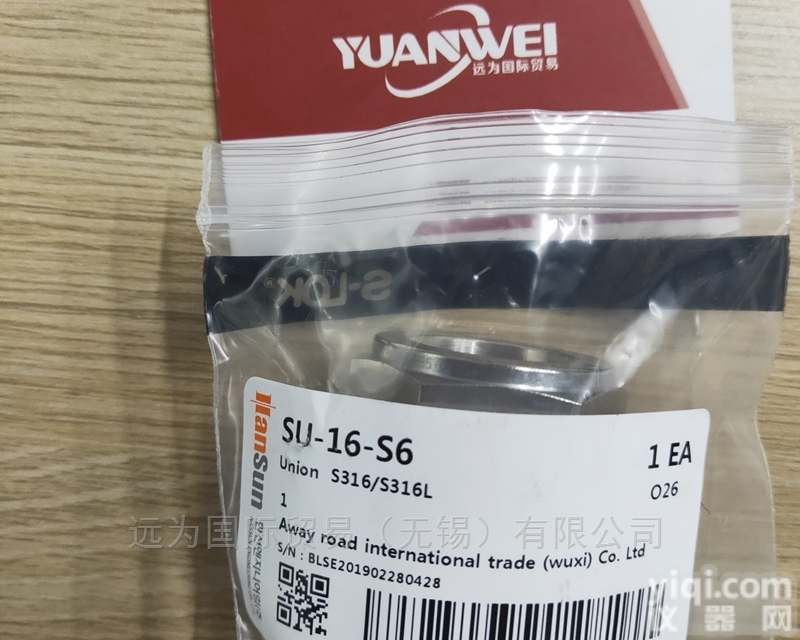 YUANWEI
远为国际贸易
S-LOK
HanSun
SU-16-S6
1 EA
Union S316/S316L
O26
1
远为国际贸易（无锡）有限公司
Away road international trade (wuxi) Co. Ltd
S/N : BLSE201902280428
yiqi.com
仪器网